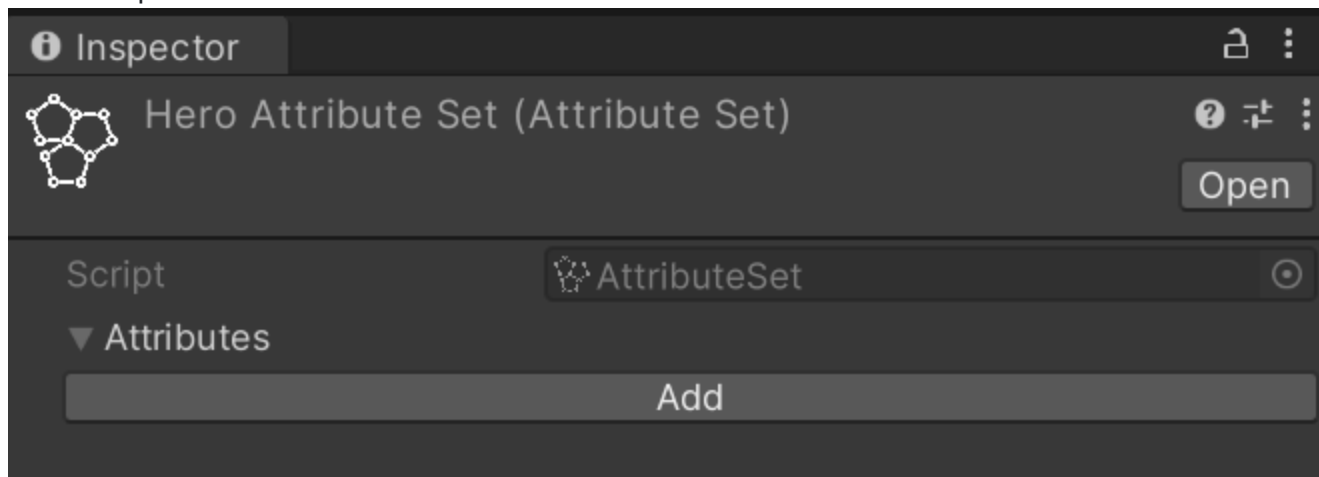 Inspector
Hero Attribute Set (Attribute Set)
Open
Script AttributeSet
Attributes
Add